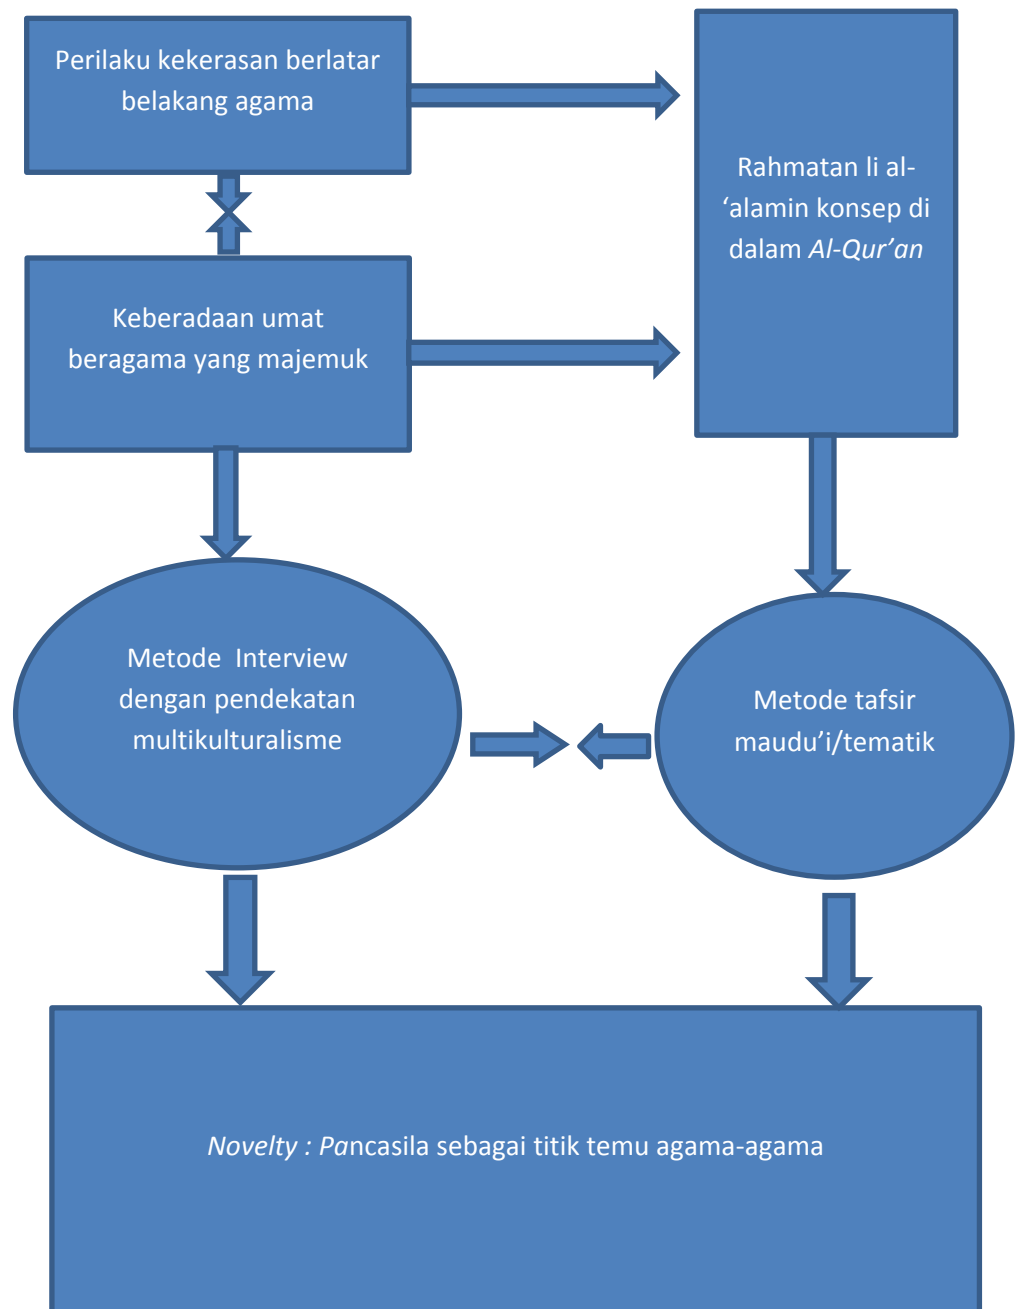 Perilaku kekerasan berlatar
belakang agama
Rahmatan li al-
‘alamin konsep di
dalam Al-Qur’an
Keberadaan umat
beragama yang majemuk
Metode  Interview
dengan pendekatan
multikulturalisme
Metode tafsir
maudu’i/tematik
Novelty : Pancasila sebagai titik temu agama-agama